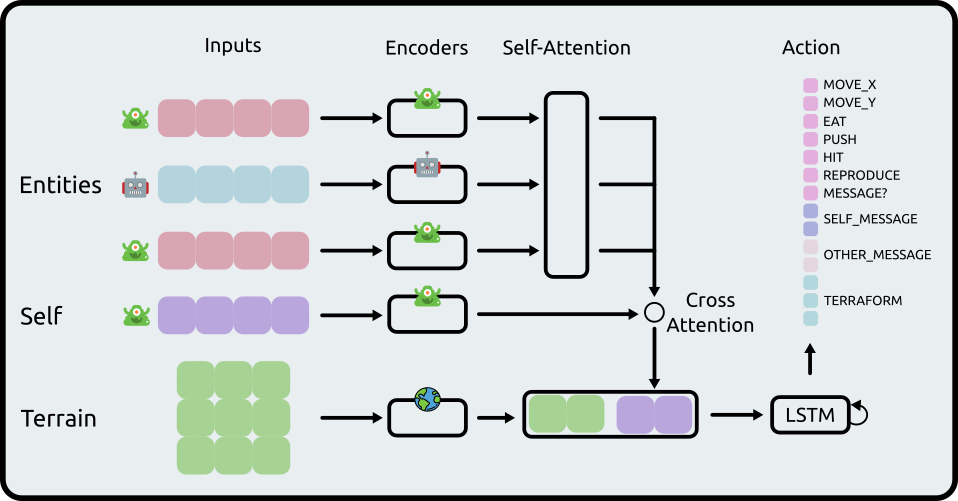 Inputs
Encoders
Self-Attention
Action
Entities
Self
Terrain
Cross
Attention
LSTM
MOVE_X
MOVE_Y
EAT
PUSH
HIT
REPRODUCE
MESSAGE?
SELF_MESSAGE
OTHER_MESSAGE
TERRAFORM